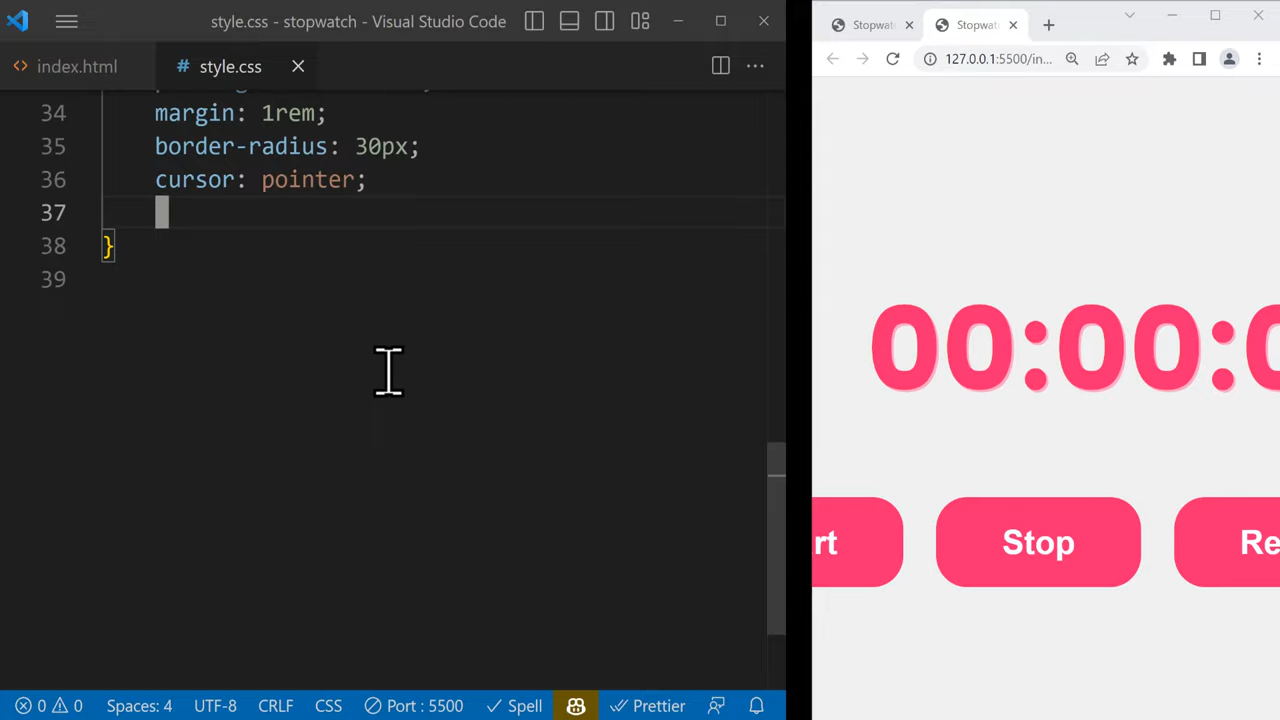 style.css - stopwatch - Visual Studio Code
index.html
# style.css
34 margin: 1rem;
35 border-radius: 30px;
36 cursor: pointer;
37
38 }
39
0 0 Spaces: 4 UTF-8 CRLF CSS Port : 5500 Spell Prettier
Stopwatc
Stopwatc
127.0.0.1:5500/in...
00:00:0
rt
Stop
Re